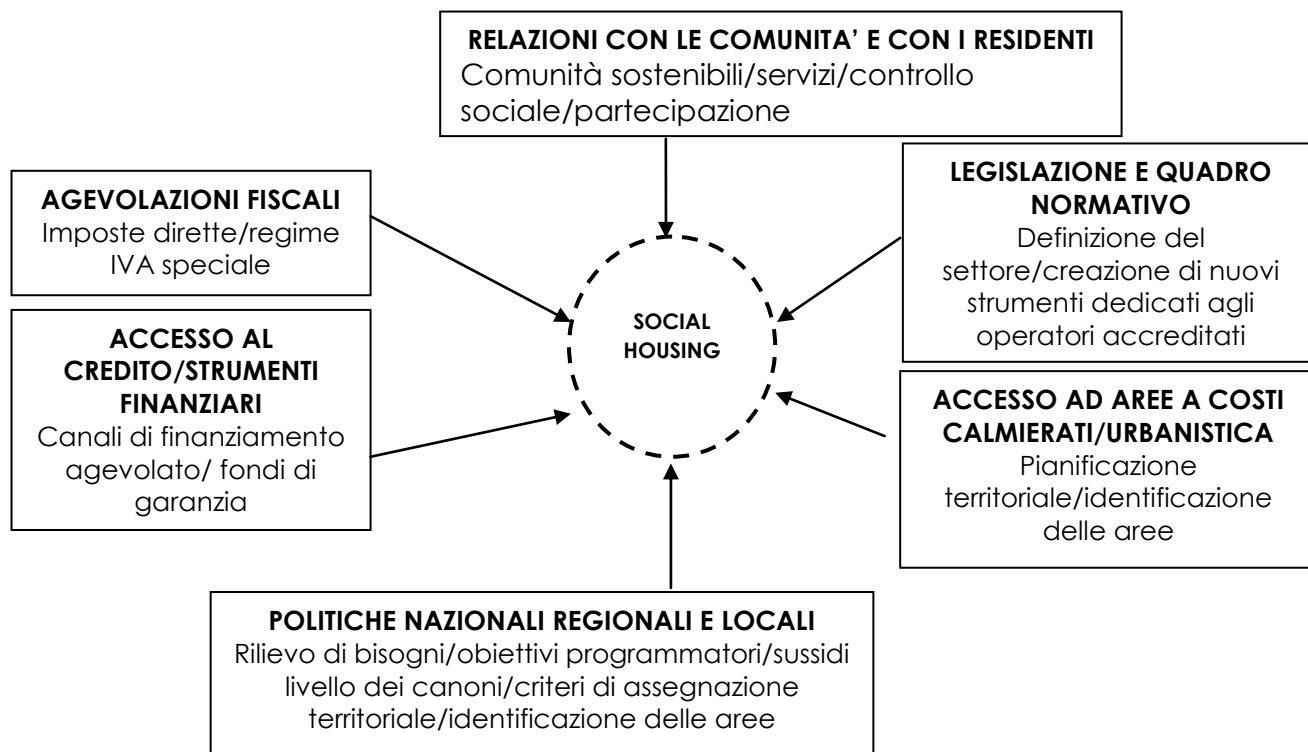 RELAZIONI CON LE COMUNITA’ E CON I RESIDENTI
Comunità sostenibili/servizi/controllo
sociale/partecipazione
AGEVOLAZIONI FISCALI
Imposte dirette/regime
IVA speciale
LEGISLAZIONE E QUADRO
NORMATIVO
Definizione del
settore/creazione di nuovi
strumenti dedicati agli
operatori accreditati
SOCIAL
HOUSING
ACCESSO AL
CREDITO/STRUMENTI
FINANZIARI
Canali di finanziamento
agevolato/ fondi di
garanzia
ACCESSO AD AREE A COSTI
CALMIERATI/URBANISTICA
Pianificazione
territoriale/identificazione
delle aree
POLITICHE NAZIONALI REGIONALI E LOCALI
Rilievo di bisogni/obiettivi programmatori/sussidi
livello dei canoni/criteri di assegnazione
territoriale/identificazione delle aree